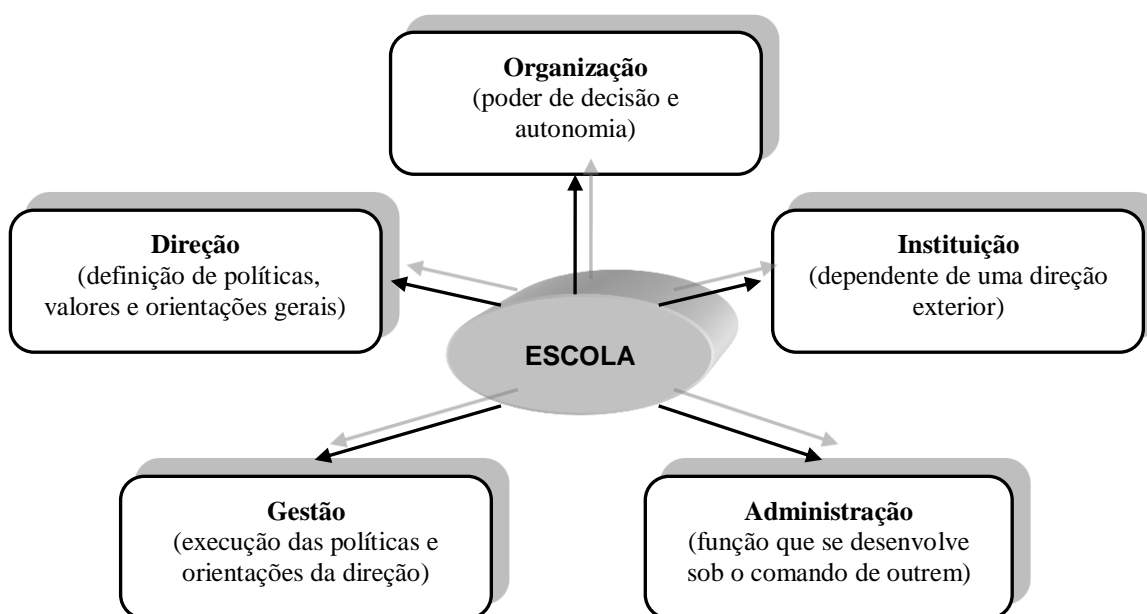 Organização
(poder de decisão e
autonomia)
Direção
(definição de políticas,
valores e orientações gerais)
Instituição
(dependente de uma direção
exterior)
ESCOLA
Gestão
(execução das políticas e
orientações da direção)
Administração
(função que se desenvolve
sob o comando de outrem)